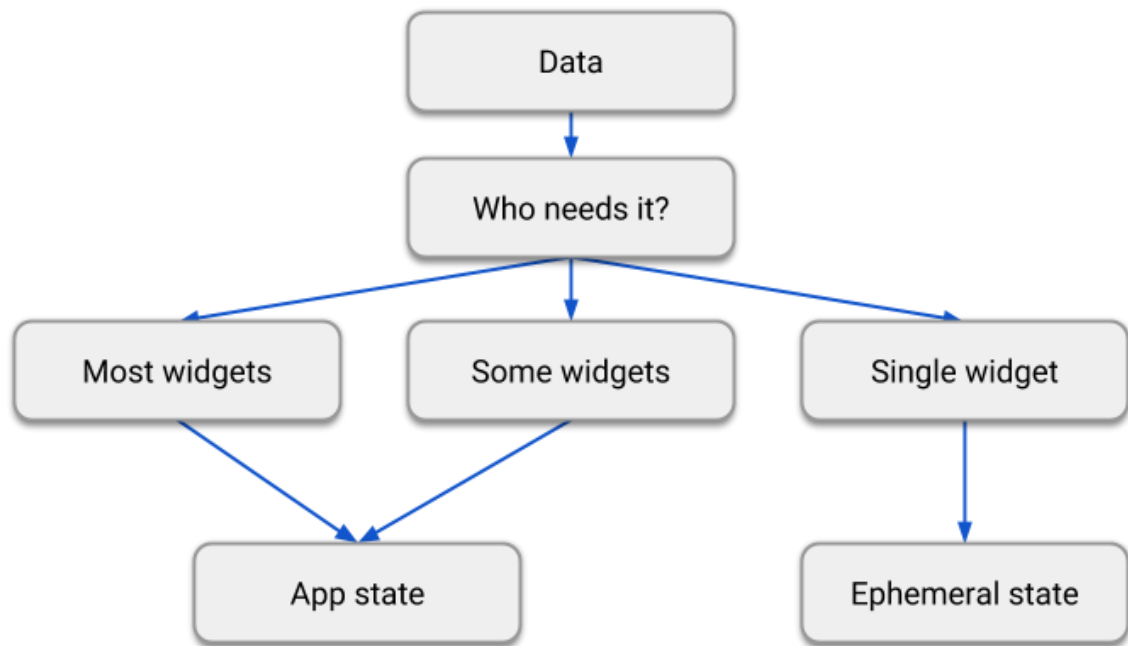 Data
Who needs it?
Most widgets
Some widgets
Single widget
App state
Ephemeral state